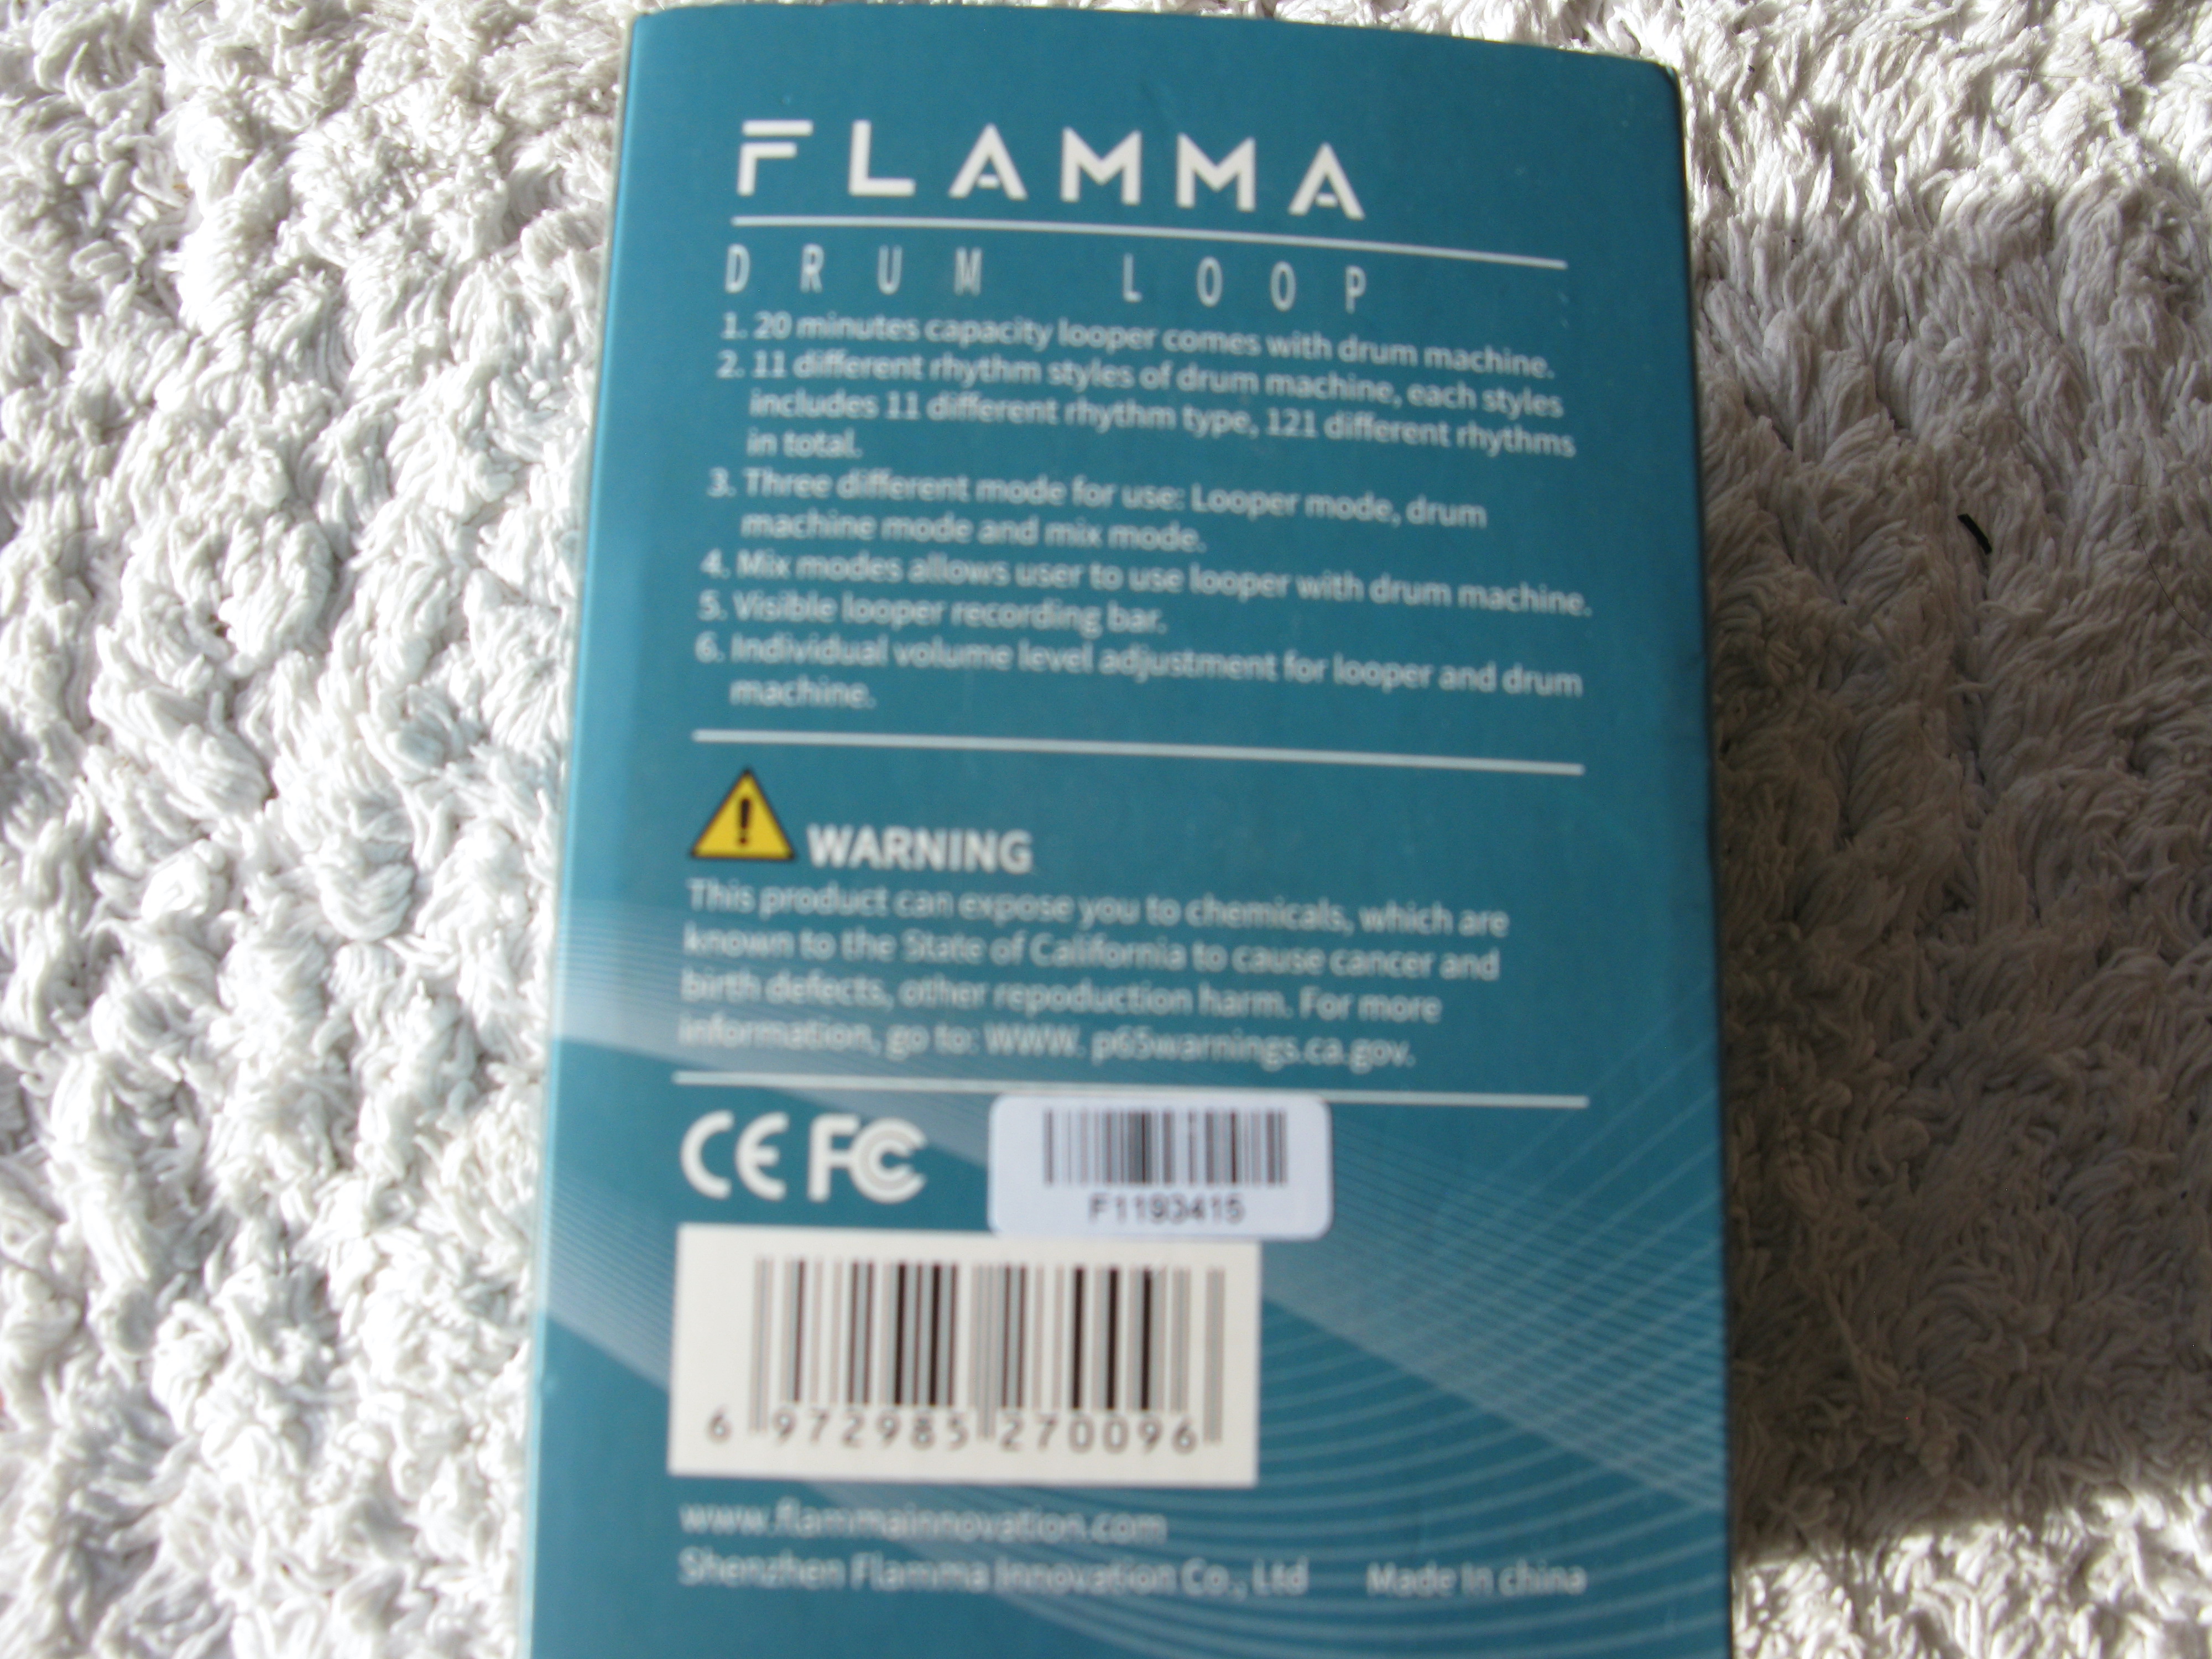 FLAMMA
DRUM LOOP
1. 20 minutes capacity looper comes with drum machine.
2. 11 different rhythm styles of drum machine, each styles
includes 11 different rhythm type, 121 different rhythms
in total.
3. Three different mode for use: Looper mode, drum
machine mode and mix mode.
4. Mix modes allows user to use looper with drum machine.
5. Visible looper recording bar.
6. Individual volume level adjustment for looper and drum
machine.
WARNING
This product can expose you to chemicals, which are
known to the State of California to cause cancer and
birth defects, other repoduction harm. For more
information, go to: WWW. p65warnings.ca.gov.
CE FC
F1193415
6 972985 270096
www.flammainnovation.com
Shenzhen Flamma Innovation Co., Ltd Made In china